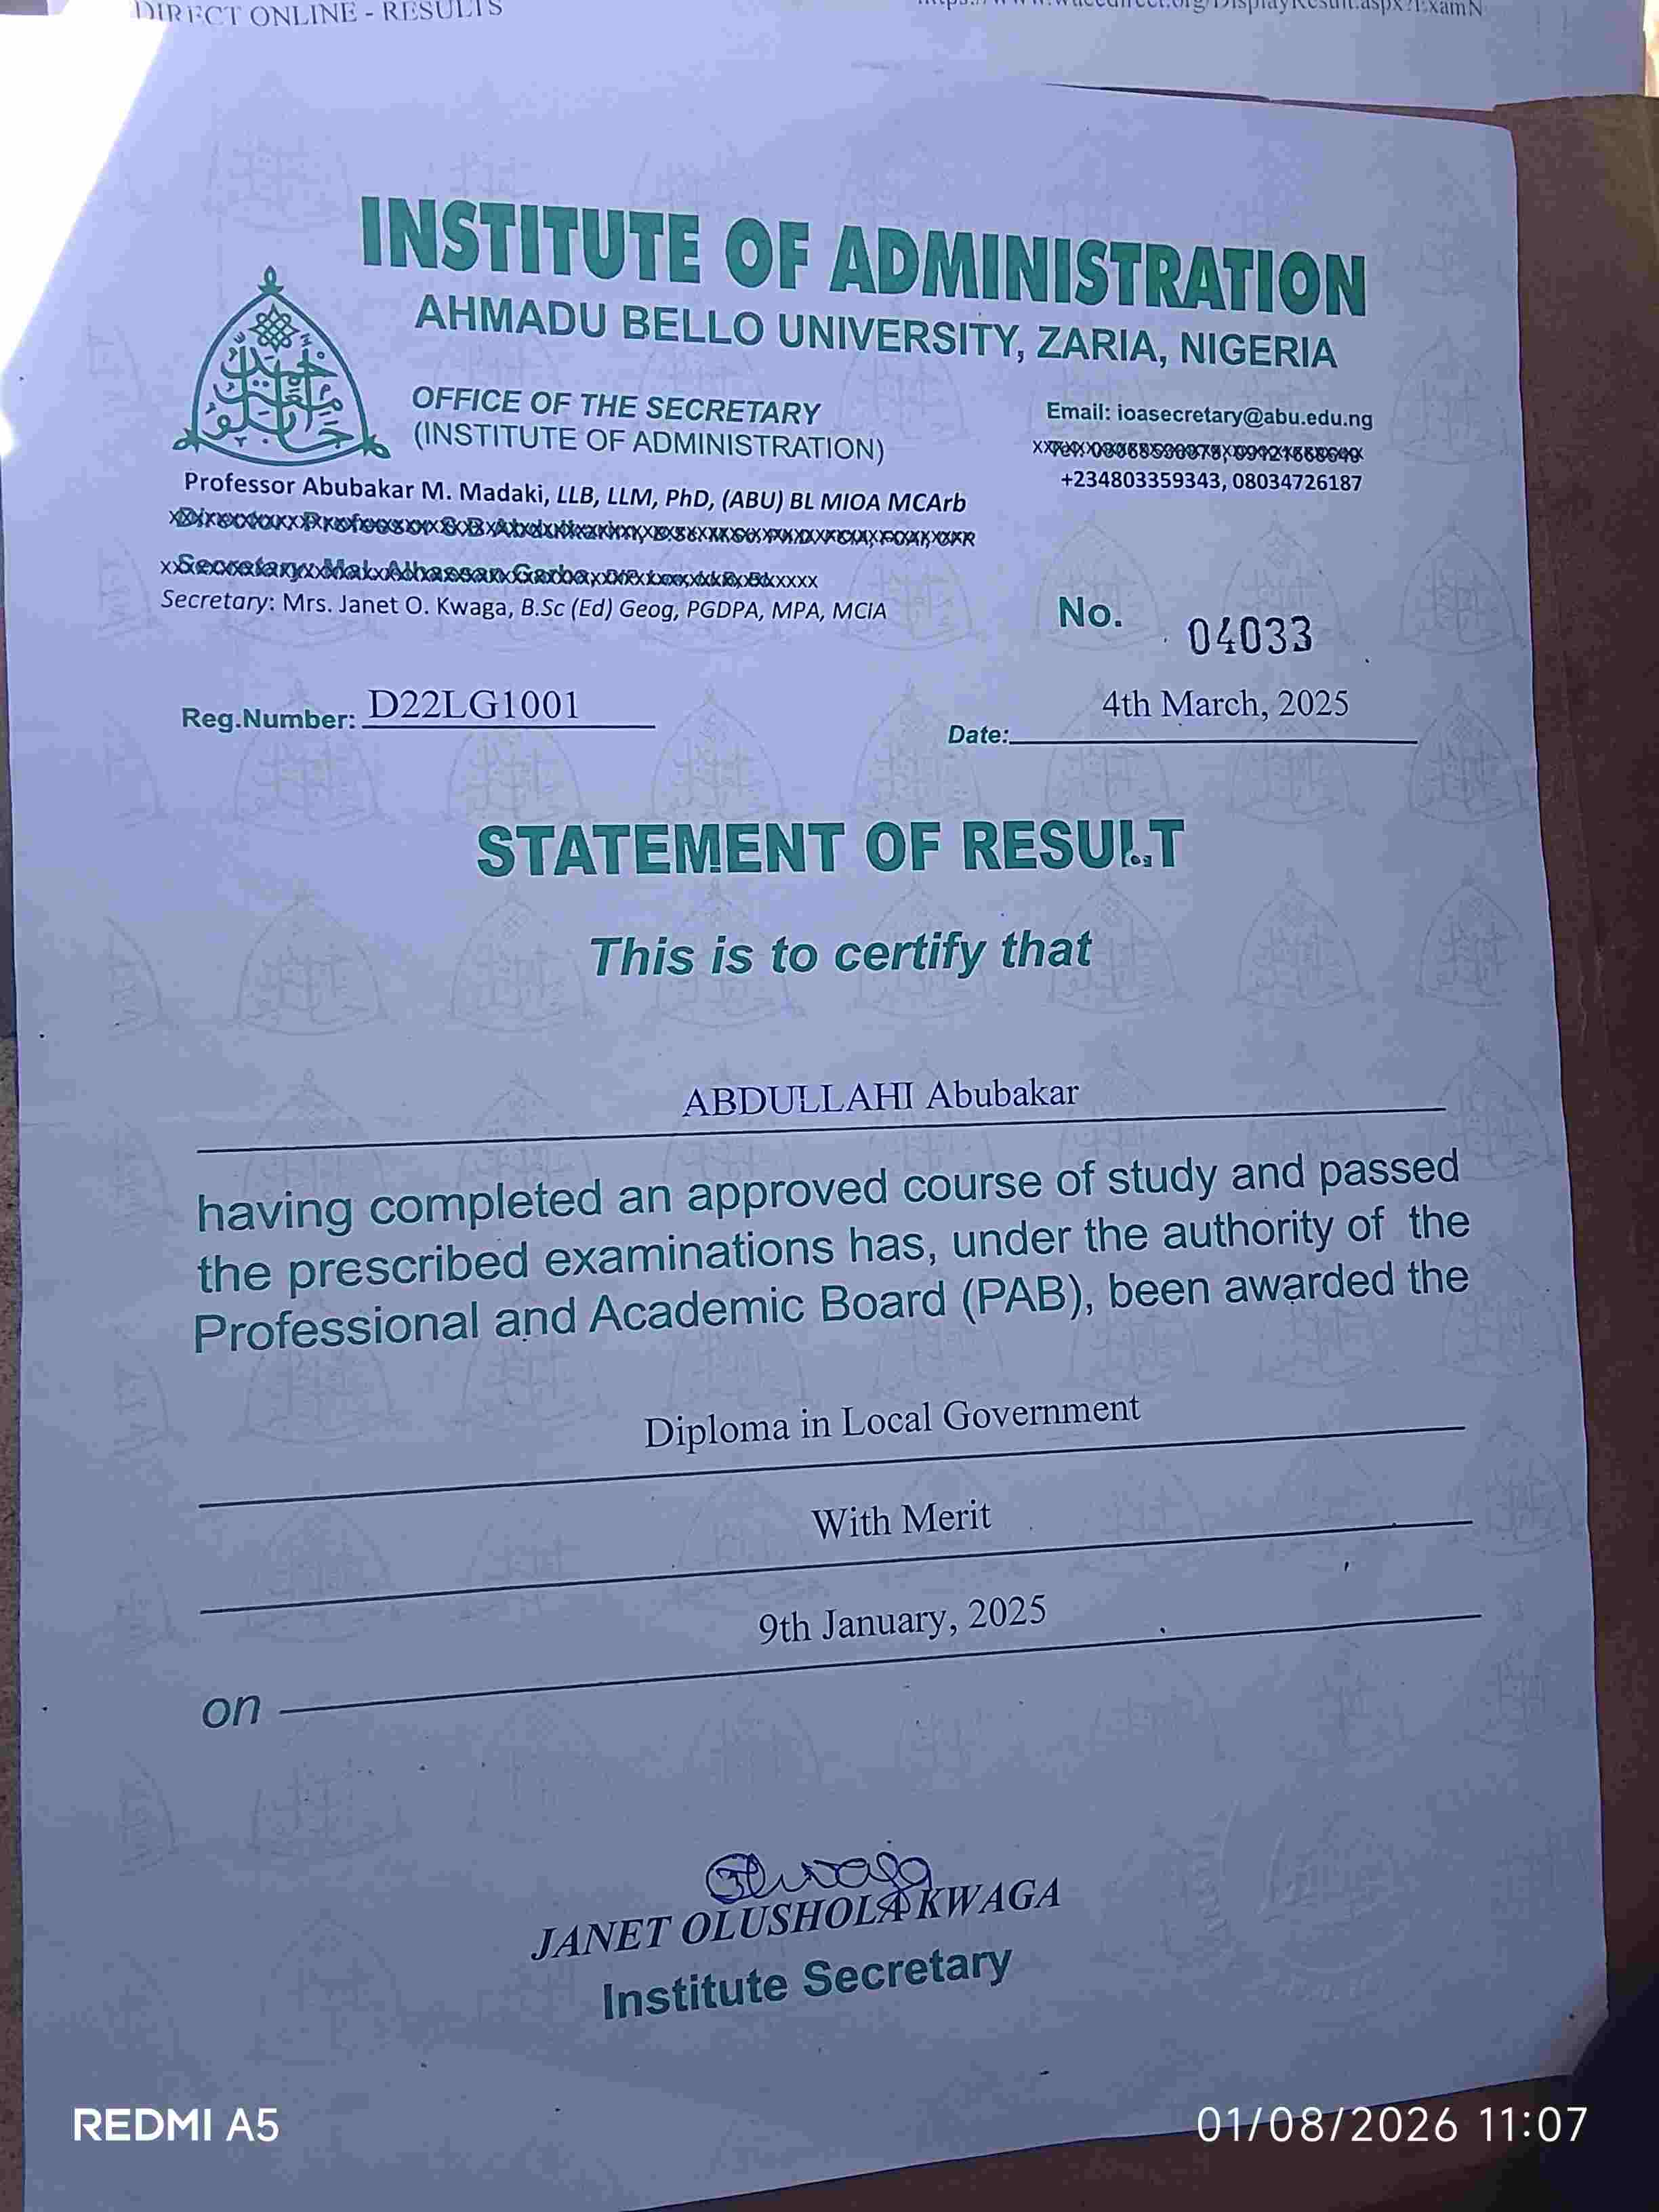 DIRECT ONLINE - RESULTS
INSTITUTE OF ADMINISTRATION
AHMADU BELLO UNIVERSITY, ZARIA, NIGERIA
OFFICE OF THE SECRETARY
(INSTITUTE OF ADMINISTRATION)
Email: ioasecretary@abu.edu.ng
+234803359343, 08034726187
Professor Abubakar M. Madaki, LLB, LLM, PhD, (ABU) BL MIOA MCArb
Secretary: Mrs. Janet O. Kwaga, B.Sc (Ed) Geog, PGDPA, MPA, MCIA
No. 04033
Reg.Number: D22LG1001
Date: 4th March, 2025
STATEMENT OF RESULT
This is to certify that
ABDULLAHI Abubakar
having completed an approved course of study and passed
the prescribed examinations has, under the authority of the
Professional and Academic Board (PAB), been awarded the
Diploma in Local Government
With Merit
9th January, 2025
on
JANET OLUSHOLA KWAGA
Institute Secretary
REDMI A5
01/08/2026 11:07